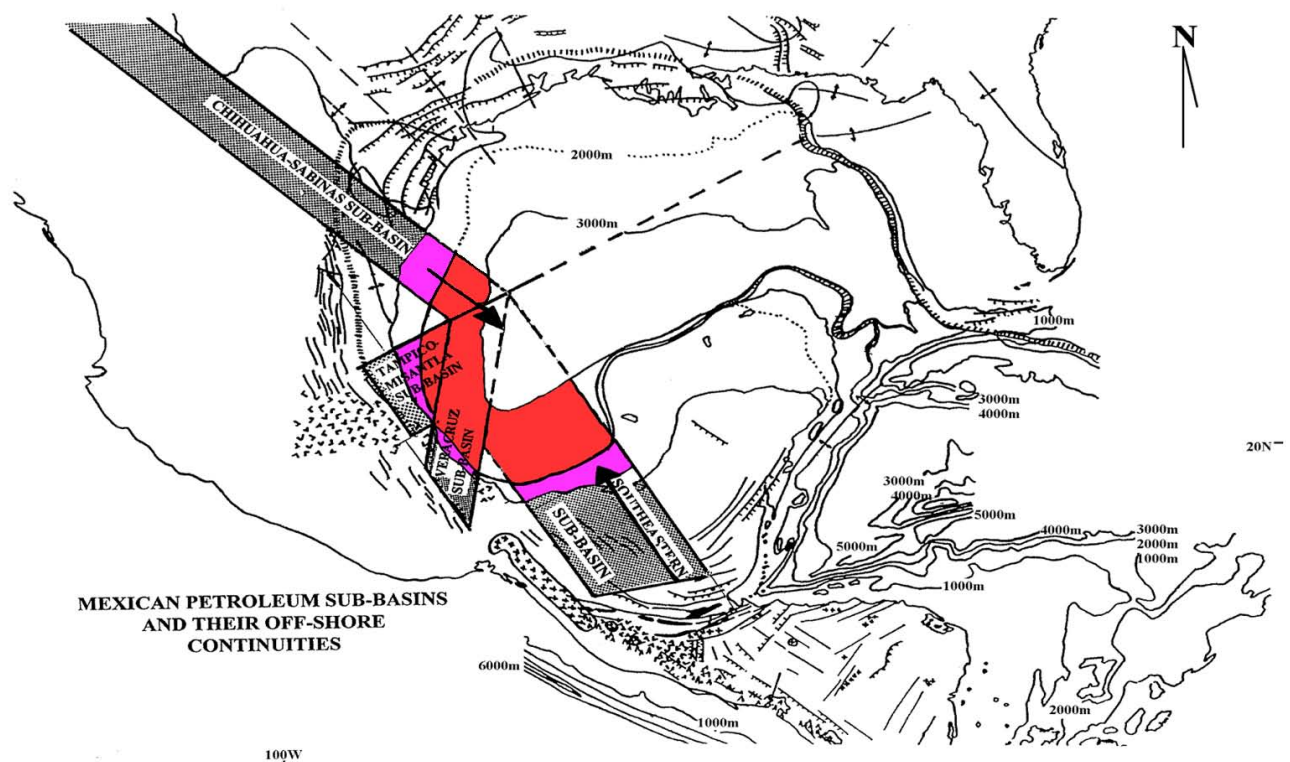 N
CHIHUAHUA-SABINAS SUB-BASIN
2000m
3000m
1000m
TAMPICO-
MISANTLA
SUB-BASIN
3000m
4000m
VERACRUZ
SUB-BASIN
20N
SOUTHEASTERN
SUB-BASIN
3000m
4000m
5000m
5000m
4000m
3000m
2000m
1000m
1000m
MEXICAN PETROLEUM SUB-BASINS
AND THEIR OFF-SHORE
CONTINUITIES
6000m
1000m
2000m
100W